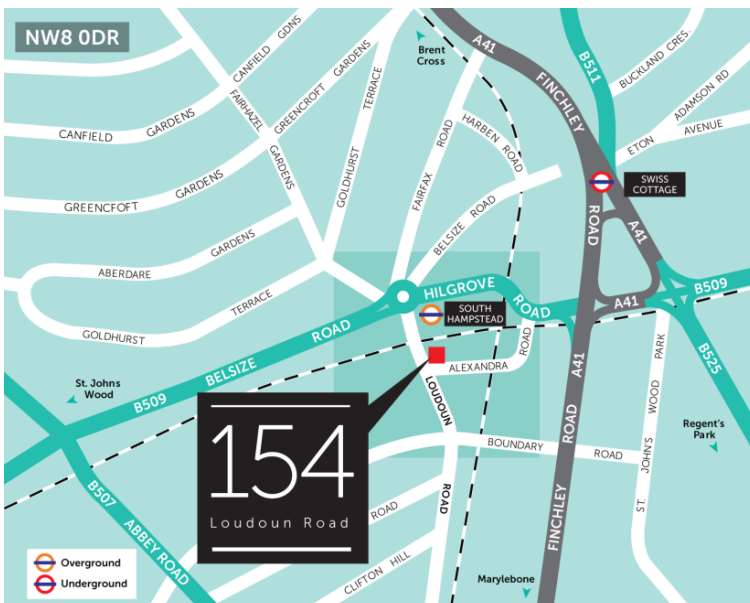 NW8 0DR
A41
FINCHLEY
B511
BUCKLAND CRES.
ADAMSON RD
ETON
AVENUE
Brent
Cross
CANFIELD GDNS
CANFIELD
GARDENS
FAIRHAZEL
GARDENS
GREENCROFT GARDENS
GREENCFOFT
GARDENS
GOLDHURST
TERRACE
FAIRFAX
ROAD
HARBEN ROAD
BELSIZE ROAD
SWISS
COTTAGE
ROAD
A41
ABERDARE
GARDENS
GOLDHURST
TERRACE
HILGROVE
ROAD
A41
B509
SOUTH
HAMPSTEAD
B509
BELSIZE
ROAD
ALEXANDRA
ROAD
LOUDOUN
ROAD
A41
B525
ST. JOHN'S
WOOD
PARK
St. Johns
Wood
Regent's
Park
BOUNDARY
ROAD
154
Loudoun Road
FINCHLEY
ROAD
B507
ABBEY ROAD
ROAD
CLIFTON HILL
Overground
Underground
Marylebone